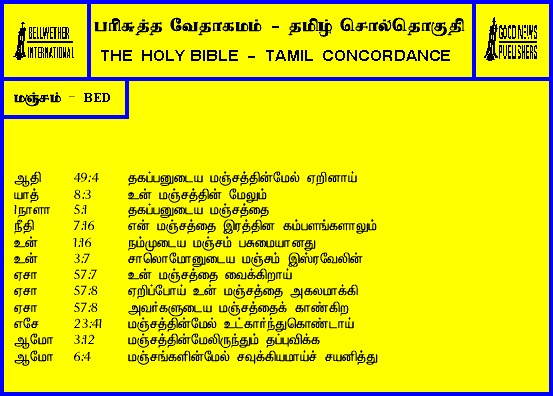 BELLWETHER
INTERNATIONAL
பரிசுத்த வேதாகமம் - தமிழ் சொல்தொகுதி
THE HOLY BIBLE - TAMIL CONCORDANCE
GOOD NEWS
PUBLISHERS
மஞ்சம் - BED
ஆதி 49:4 தகப்பனுடைய மஞ்சத்தின்மேல் ஏறினாய்
யாத் 8:3 உன் மஞ்சத்தின் மேலும்
1நாளா 5:1 தகப்பனுடைய மஞ்சத்தை
நீதி 7:16 என் மஞ்சத்தை இரத்தின கம்பளங்களாலும்
உன் 1:16 நம்முடைய மஞ்சம் பசுமையானது
உன் 3:7 சாலொமோனுடைய மஞ்சம் இஸ்ரவேலின்
ஏசா 57:7 உன் மஞ்சத்தை வைக்கிறாய்
ஏசா 57:8 ஏறிப்போய் உன் மஞ்சத்தை அகலமாக்கி
ஏசா 57:8 அவர்களுடைய மஞ்சத்தைக் காண்கிற
எசே 23:41 மஞ்சத்தின்மேல் உட்கார்ந்துகொண்டாய்
ஆமோ 3:12 மஞ்சத்தின்மேலிருந்தும் தப்புவிக்க
ஆமோ 6:4 மஞ்சங்களின்மேல் சவுக்கியமாய்ச் சயனித்து